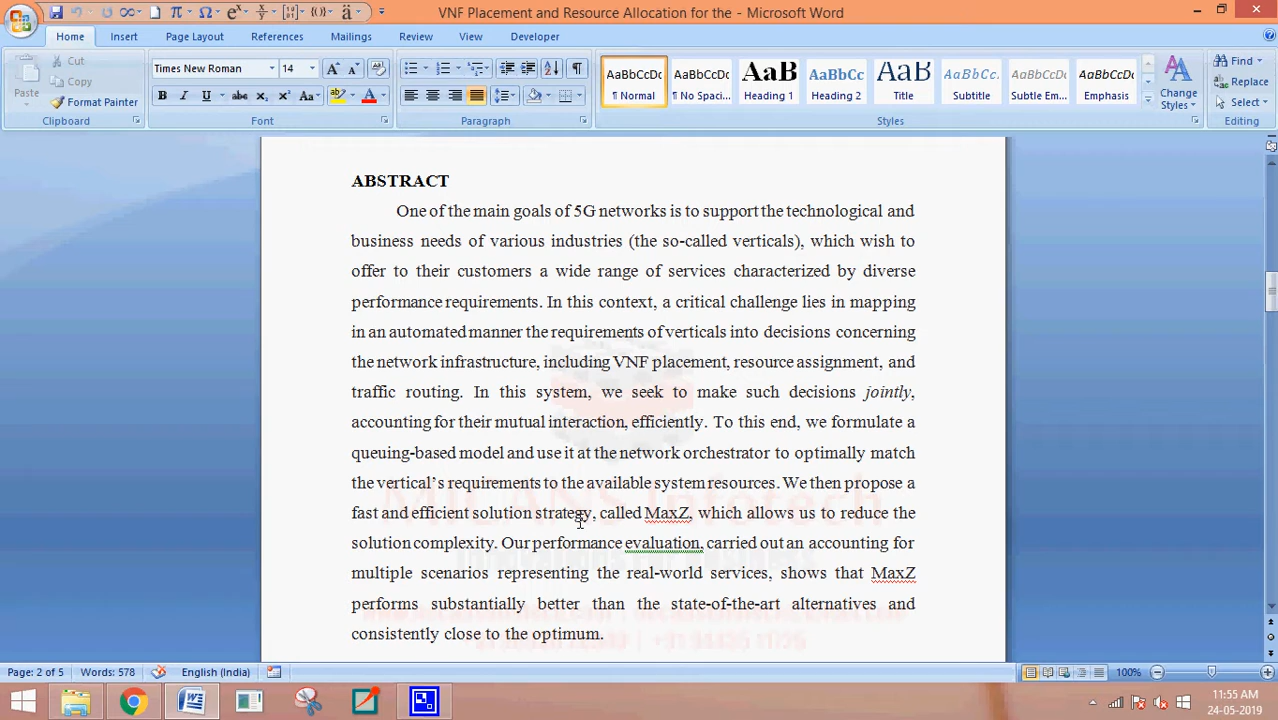 VNF Placement and Resource Allocation for the - Microsoft Word
Home Insert Page Layout References Mailings Review View Developer
Cut
Copy
Paste
Format Painter
Clipboard
Times New Roman 14
Font
Paragraph
AaBbCcDc AaBbCcDc AaB AaBbCc AaB AaBbCc. AaBbCcDc AaBbCcDc
¶ Normal ¶ No Spaci... Heading 1 Heading 2 Title Subtitle Subtle Em... Emphasis
Change Styles
Styles
Find
Replace
Select
Editing
ABSTRACT
One of the main goals of 5G networks is to support the technological and
business needs of various industries (the so-called verticals), which wish to
offer to their customers a wide range of services characterized by diverse
performance requirements. In this context, a critical challenge lies in mapping
in an automated manner the requirements of verticals into decisions concerning
the network infrastructure, including VNF placement, resource assignment, and
traffic routing. In this system, we seek to make such decisions jointly,
accounting for their mutual interaction, efficiently. To this end, we formulate a
queuing-based model and use it at the network orchestrator to optimally match
the vertical’s requirements to the available system resources. We then propose a
fast and efficient solution strategy, called MaxZ, which allows us to reduce the
solution complexity. Our performance evaluation, carried out an accounting for
multiple scenarios representing the real-world services, shows that MaxZ
performs substantially better than the state-of-the-art alternatives and
consistently close to the optimum.
Page: 2 of 5 Words: 578 English (India) 100%
11:55 AM
24-05-2019